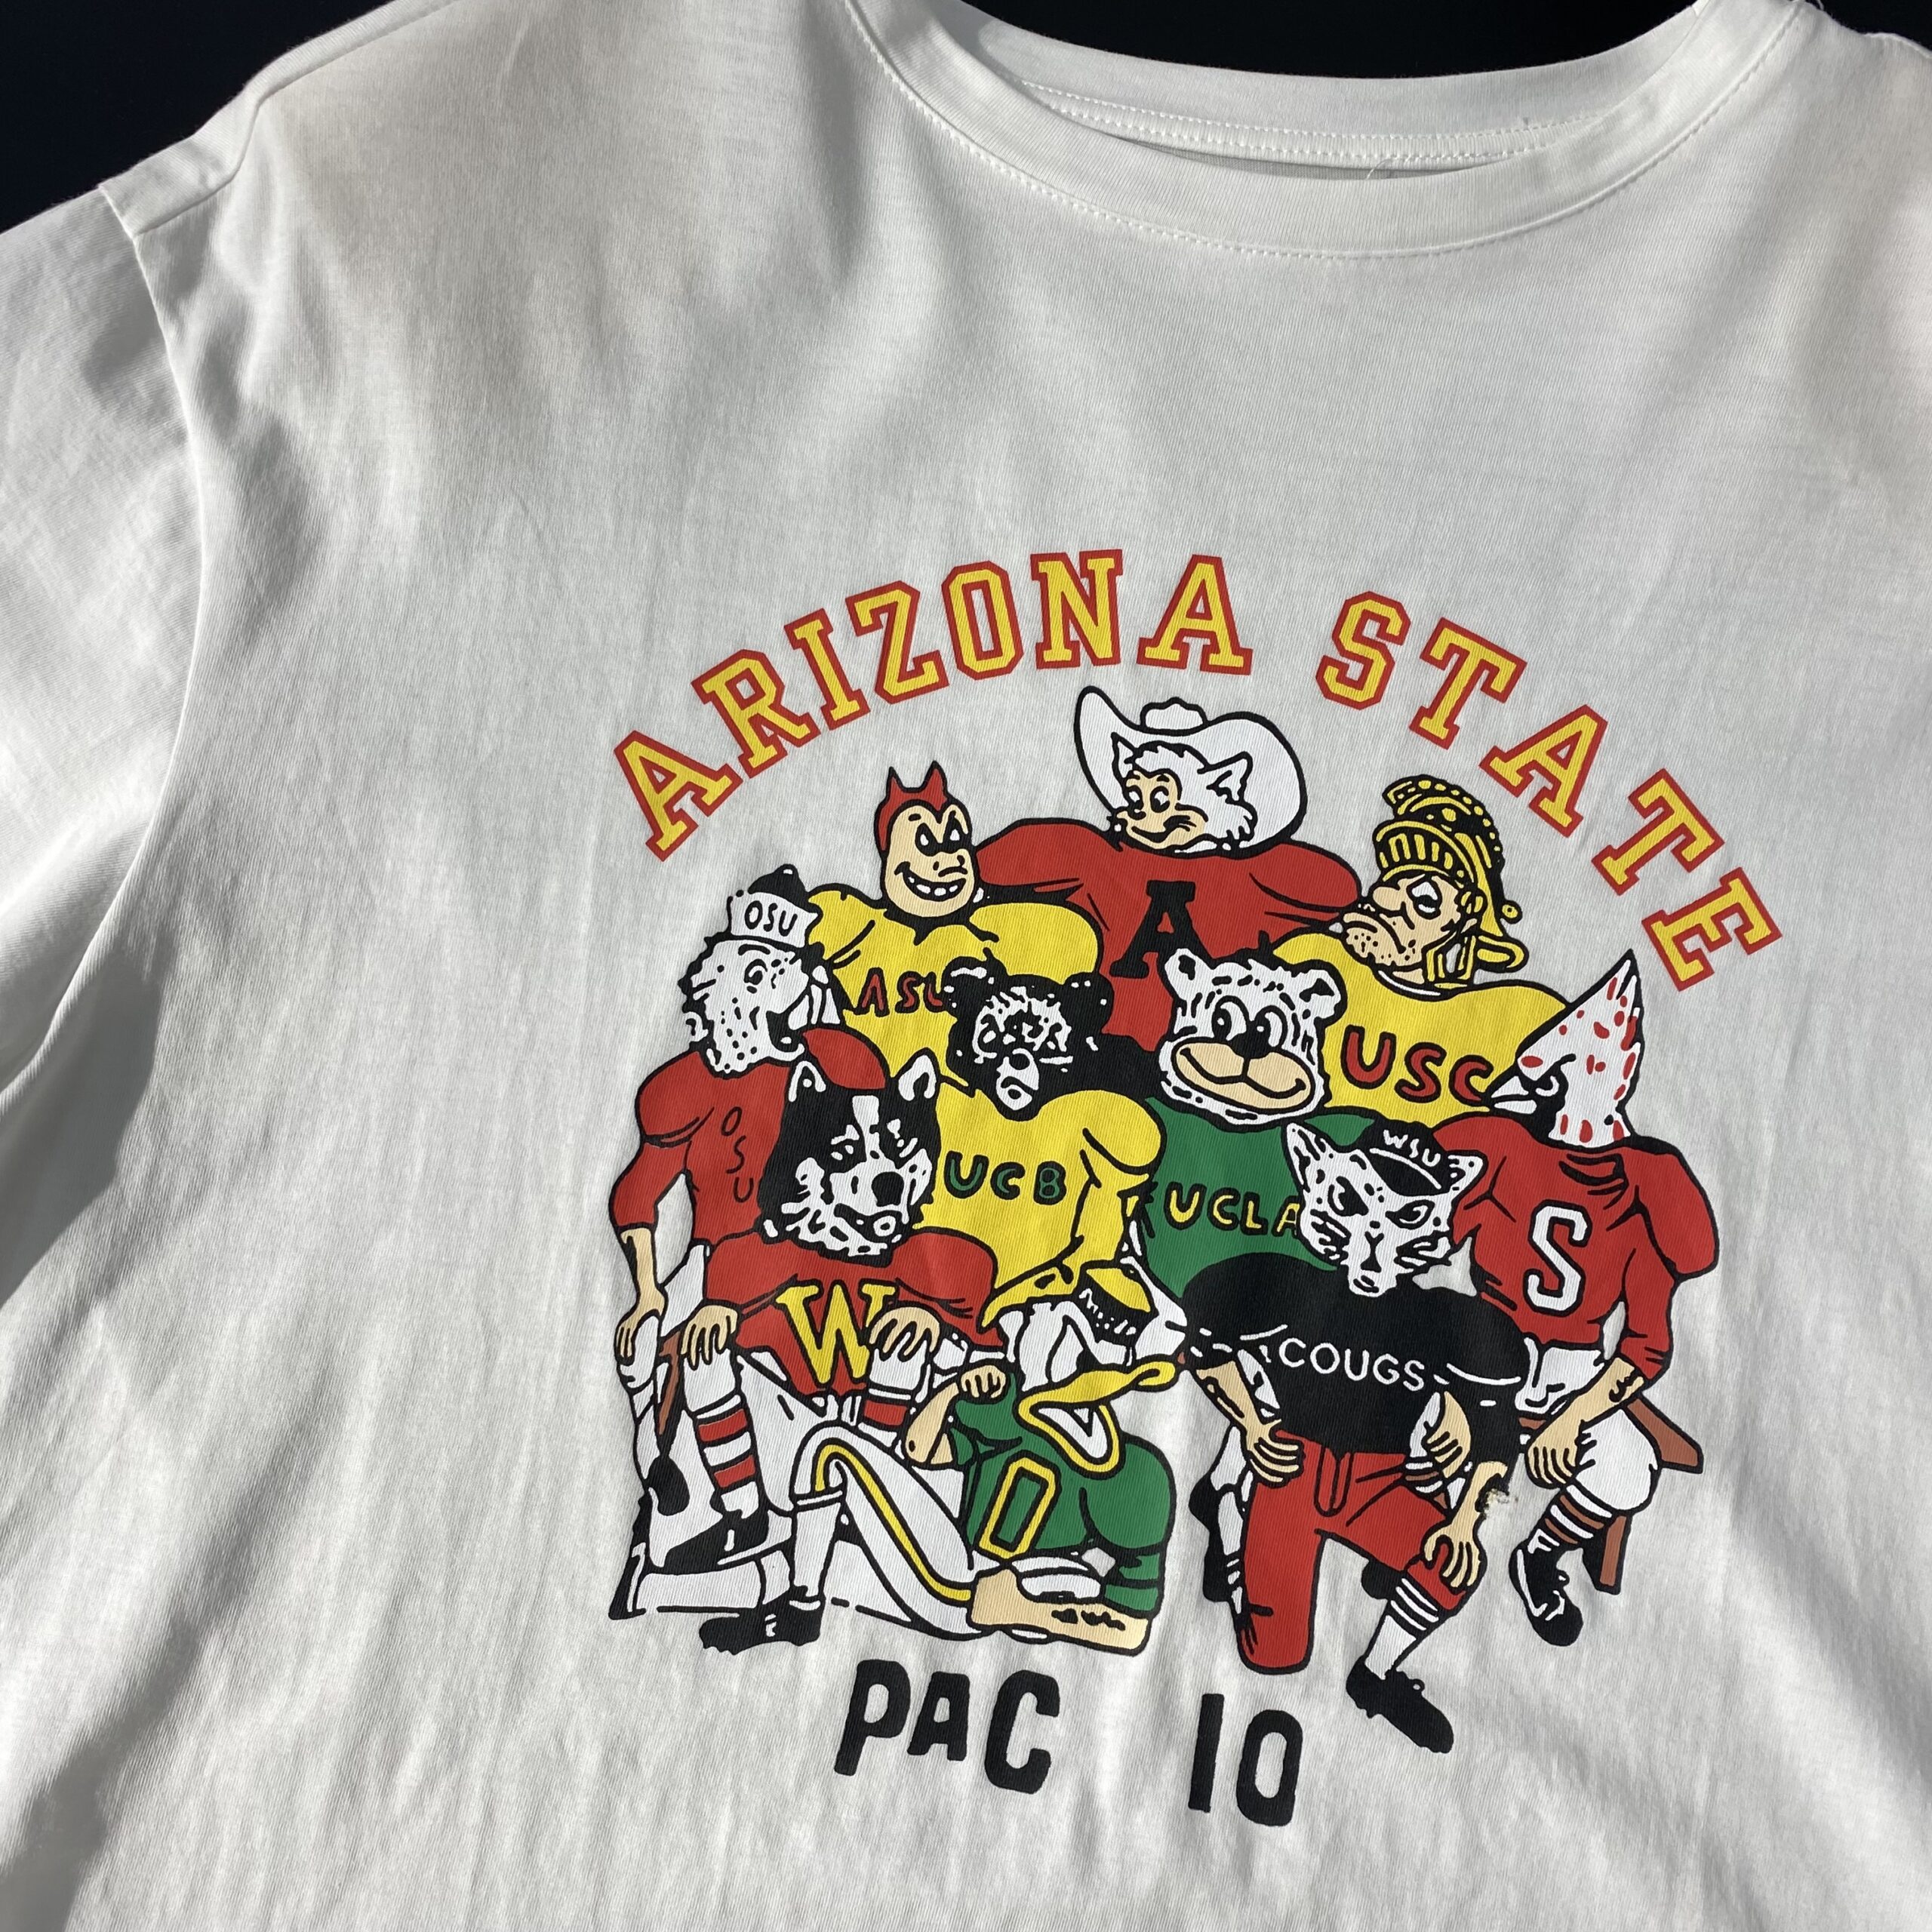 ARIZONA STATE
A
OSU
ASU
USC
OSU
UCB
UCLA
WSU
S
W
COUGS
O
PAC 10